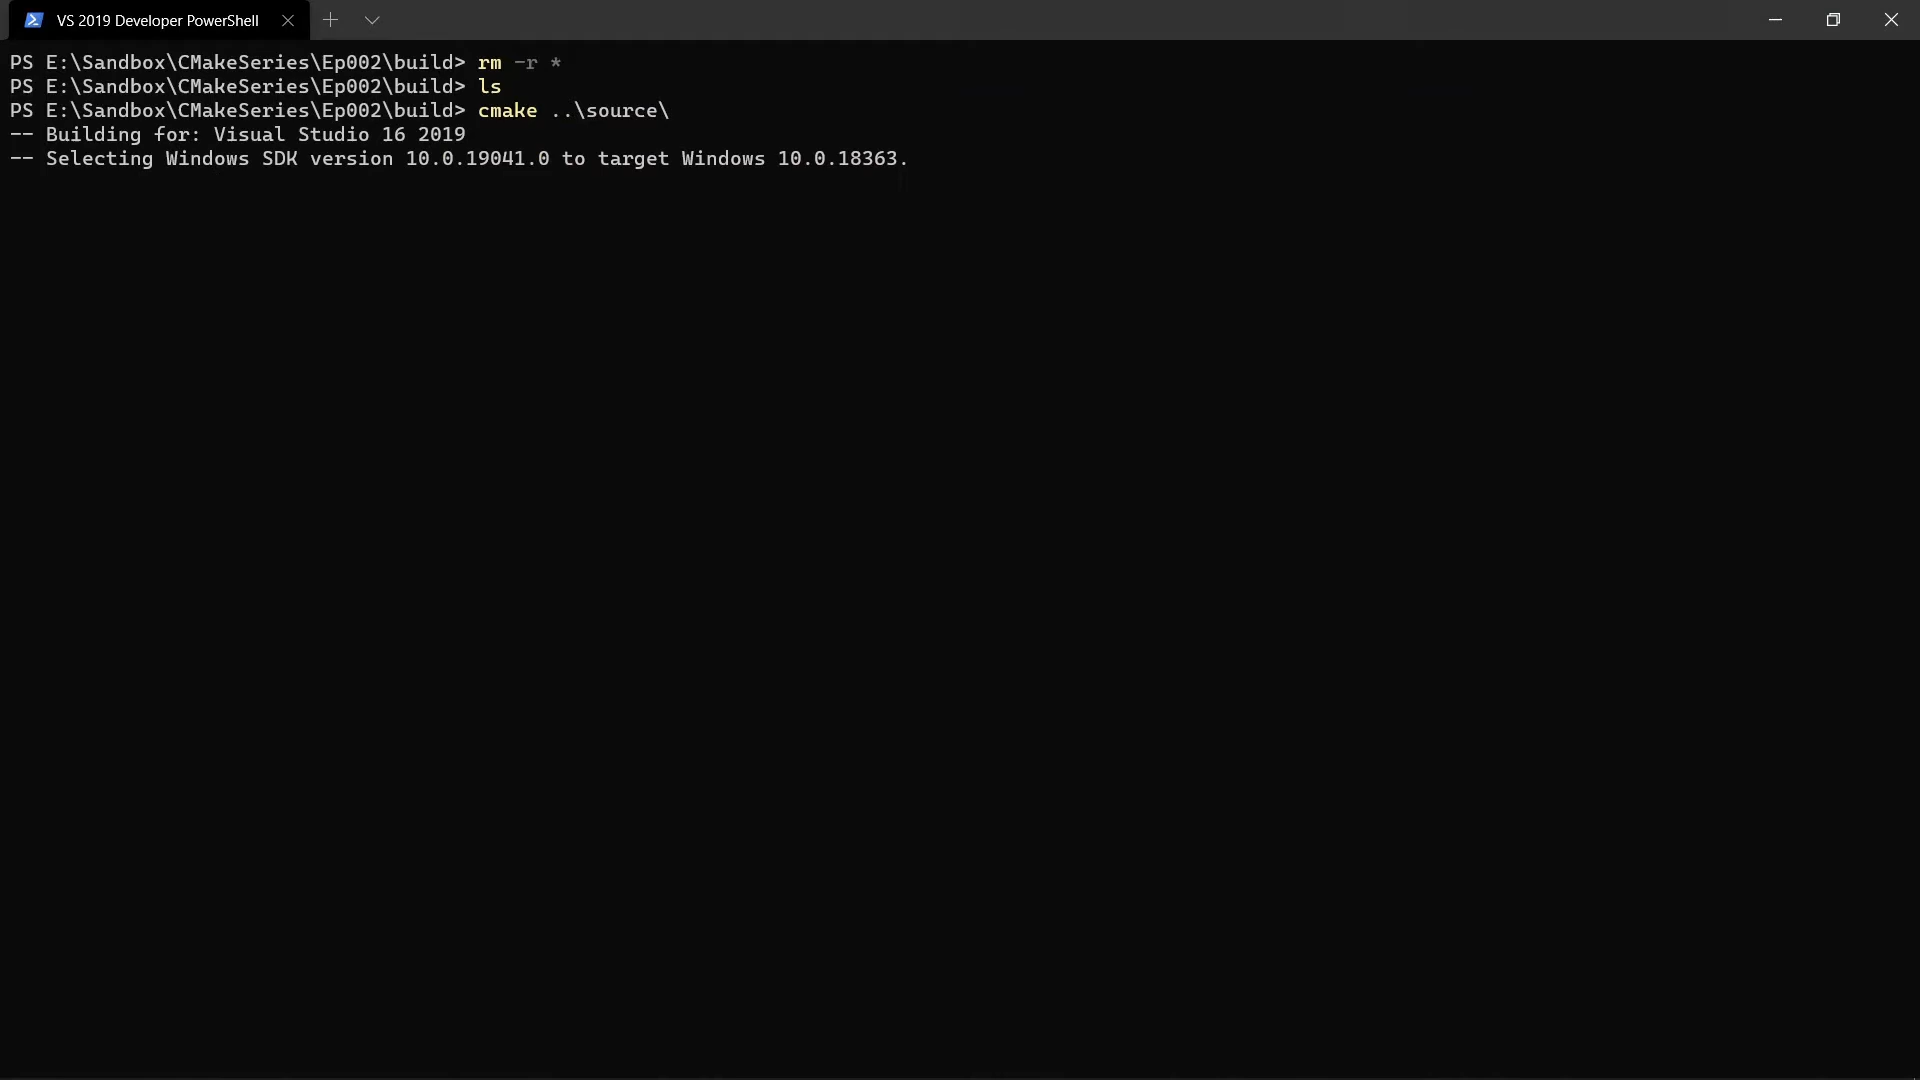 VS 2019 Developer PowerShell
PS E:\Sandbox\CMakeSeries\Ep002\build> rm -r *
PS E:\Sandbox\CMakeSeries\Ep002\build> ls
PS E:\Sandbox\CMakeSeries\Ep002\build> cmake ..\source\
-- Building for: Visual Studio 16 2019
-- Selecting Windows SDK version 10.0.19041.0 to target Windows 10.0.18363.